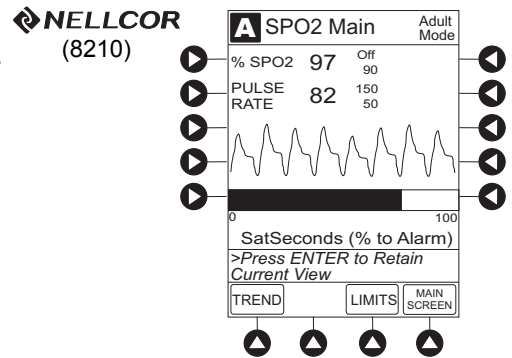 NELLCOR
(8210)
A SPO2 Main Adult Mode
% SPO2 97 Off 90
PULSE RATE 82 150 50
0 100
SatSeconds (% to Alarm)
>Press ENTER to Retain
Current View
TREND LIMITS MAIN SCREEN